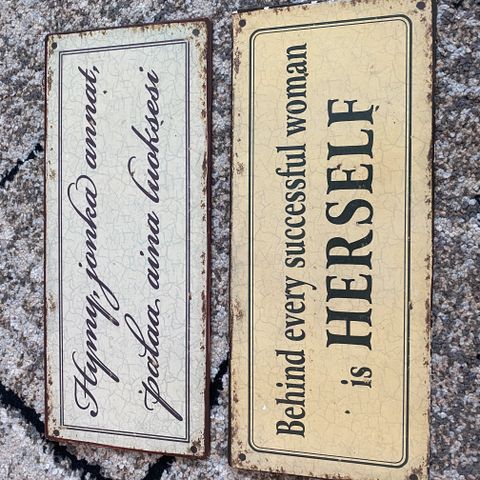 Hymy, jonka annat,
palaa aina luoksesi
Behind every successful woman
is HERSELF